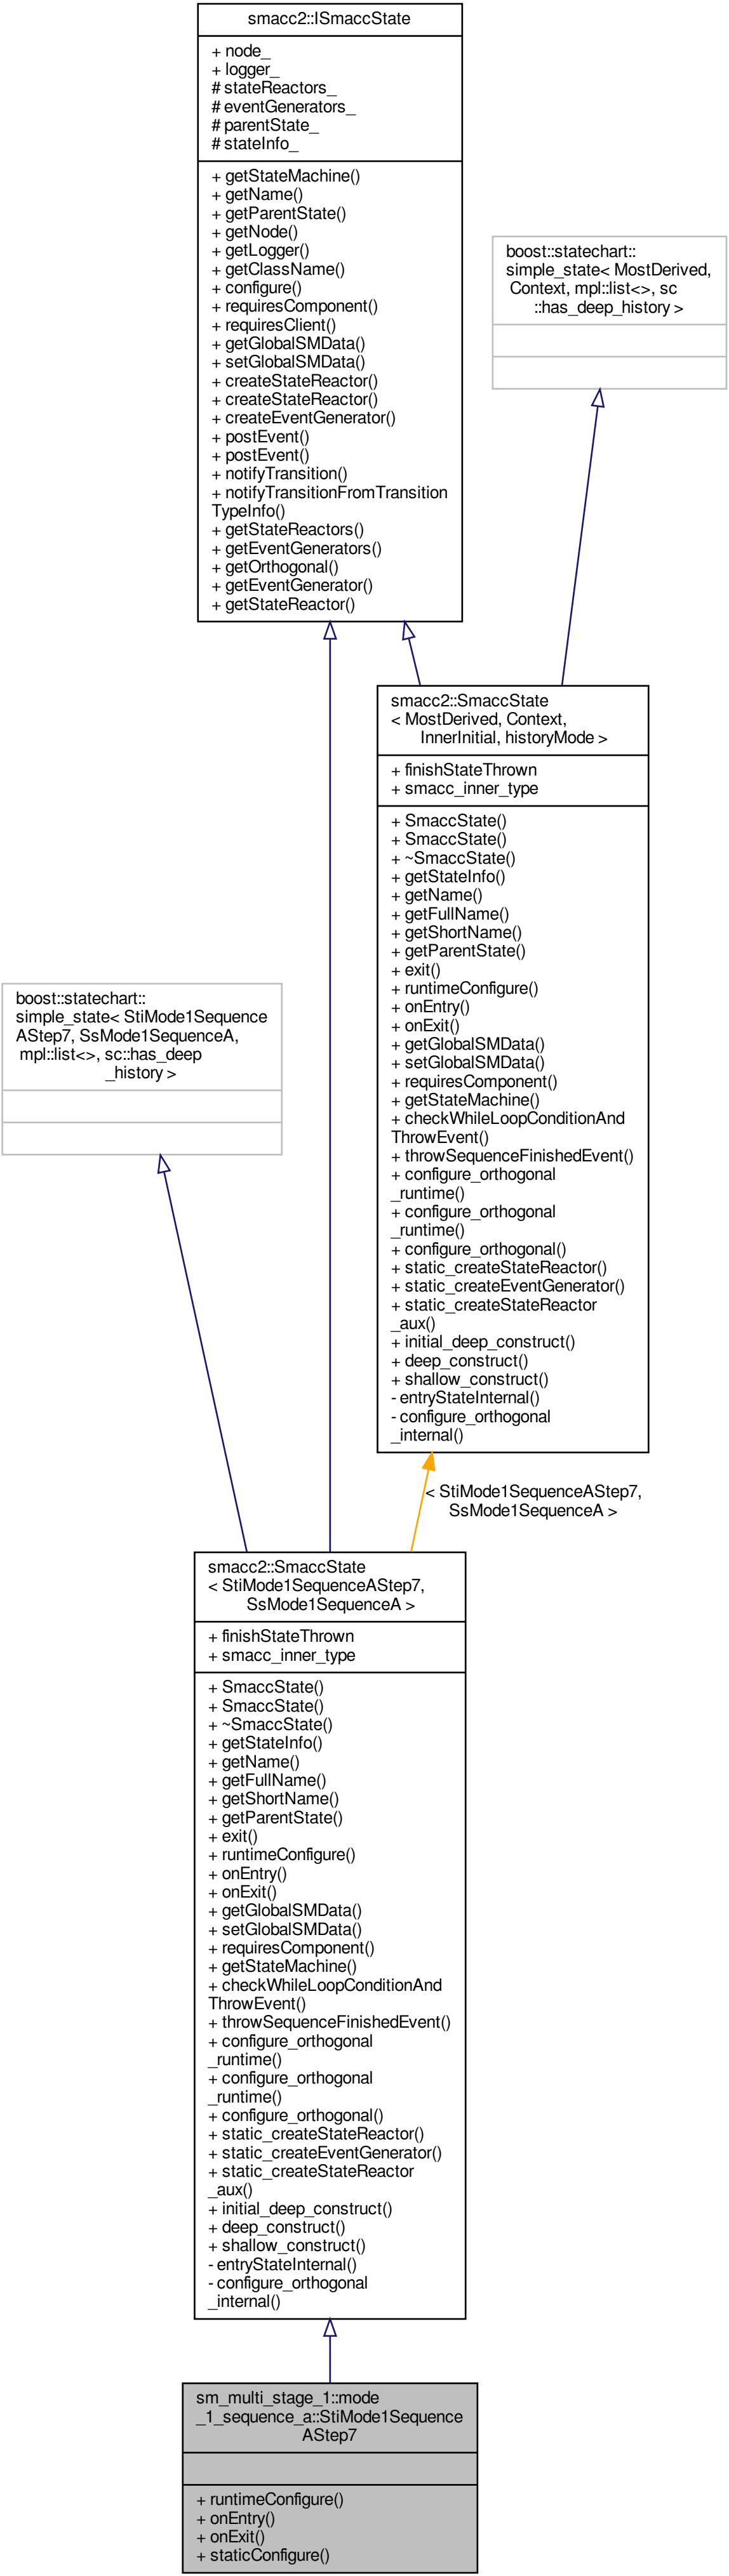 smacc2::ISmaccState
+ node_
+ logger_
# stateReactors_
# eventGenerators_
# parentState_
# stateInfo_
+ getStateMachine()
+ getName()
+ getParentState()
+ getNode()
+ getLogger()
+ getClassName()
+ configure()
+ requiresComponent()
+ requiresClient()
+ getGlobalSMData()
+ setGlobalSMData()
+ createStateReactor()
+ createStateReactor()
+ createEventGenerator()
+ postEvent()
+ postEvent()
+ notifyTransition()
+ notifyTransitionFromTransition
TypeInfo()
+ getStateReactors()
+ getEventGenerators()
+ getOrthogonal()
+ getEventGenerator()
+ getStateReactor()
boost::statechart::
simple_state< MostDerived,
Context, mpl::list<>, sc
::has_deep_history >
smacc2::SmaccState
< MostDerived, Context,
InnerInitial, historyMode >
+ finishStateThrown
+ smacc_inner_type
+ SmaccState()
+ SmaccState()
+ ~SmaccState()
+ getStateInfo()
+ getName()
+ getFullName()
+ getShortName()
+ getParentState()
+ exit()
+ runtimeConfigure()
+ onEntry()
+ onExit()
+ getGlobalSMData()
+ setGlobalSMData()
+ requiresComponent()
+ getStateMachine()
+ checkWhileLoopConditionAnd
ThrowEvent()
+ throwSequenceFinishedEvent()
+ configure_orthogonal
_runtime()
+ configure_orthogonal
_runtime()
+ configure_orthogonal()
+ static_createStateReactor()
+ static_createEventGenerator()
+ static_createStateReactor
_aux()
+ initial_deep_construct()
+ deep_construct()
+ shallow_construct()
- entryStateInternal()
- configure_orthogonal
_internal()
boost::statechart::
simple_state< StiMode1Sequence
AStep7, SsMode1SequenceA,
mpl::list<>, sc::has_deep
_history >
< StiMode1SequenceAStep7,
SsMode1SequenceA >
smacc2::SmaccState
< StiMode1SequenceAStep7,
SsMode1SequenceA >
+ finishStateThrown
+ smacc_inner_type
+ SmaccState()
+ SmaccState()
+ ~SmaccState()
+ getStateInfo()
+ getName()
+ getFullName()
+ getShortName()
+ getParentState()
+ exit()
+ runtimeConfigure()
+ onEntry()
+ onExit()
+ getGlobalSMData()
+ setGlobalSMData()
+ requiresComponent()
+ getStateMachine()
+ checkWhileLoopConditionAnd
ThrowEvent()
+ throwSequenceFinishedEvent()
+ configure_orthogonal
_runtime()
+ configure_orthogonal
_runtime()
+ configure_orthogonal()
+ static_createStateReactor()
+ static_createEventGenerator()
+ static_createStateReactor
_aux()
+ initial_deep_construct()
+ deep_construct()
+ shallow_construct()
- entryStateInternal()
- configure_orthogonal
_internal()
sm_multi_stage_1::mode
_1_sequence_a::StiMode1Sequence
AStep7
+ runtimeConfigure()
+ onEntry()
+ onExit()
+ staticConfigure()